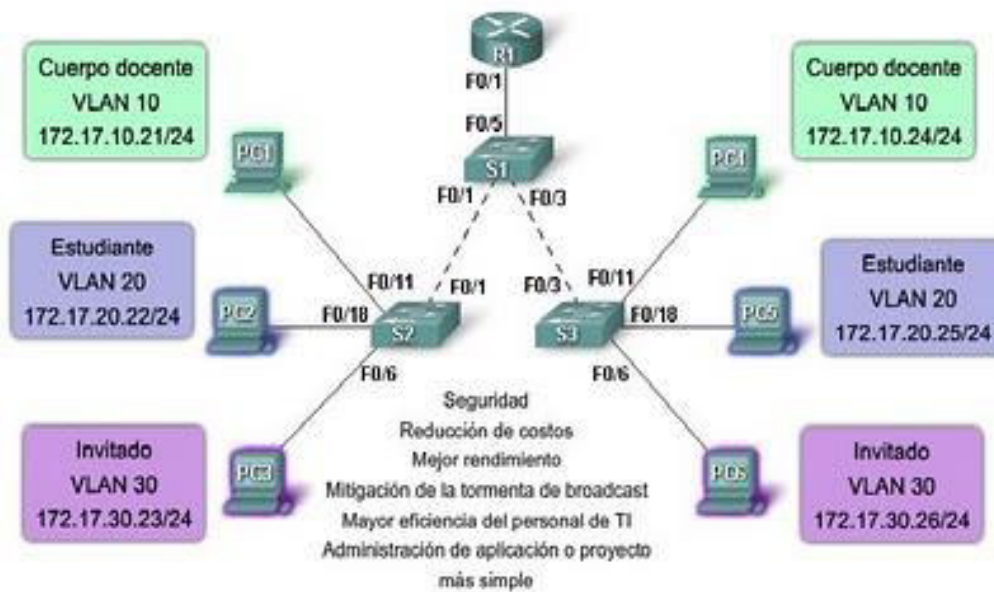 R1
F0/1
F0/5
S1
F0/1
F0/3
Cuerpo docente
VLAN 10
172.17.10.21/24
PC1
Cuerpo docente
VLAN 10
172.17.10.24/24
PC4
Estudiante
VLAN 20
172.17.20.22/24
PC2
F0/11
F0/18
F0/1
S2
F0/6
F0/3
F0/11
F0/18
S3
F0/6
PC5
Estudiante
VLAN 20
172.17.20.25/24
Invitado
VLAN 30
172.17.30.23/24
PC3
Seguridad
Reducción de costos
Mejor rendimiento
Mitigación de la tormenta de broadcast
Mayor eficiencia del personal de TI
Administración de aplicación o proyecto
más simple
PC6
Invitado
VLAN 30
172.17.30.26/24